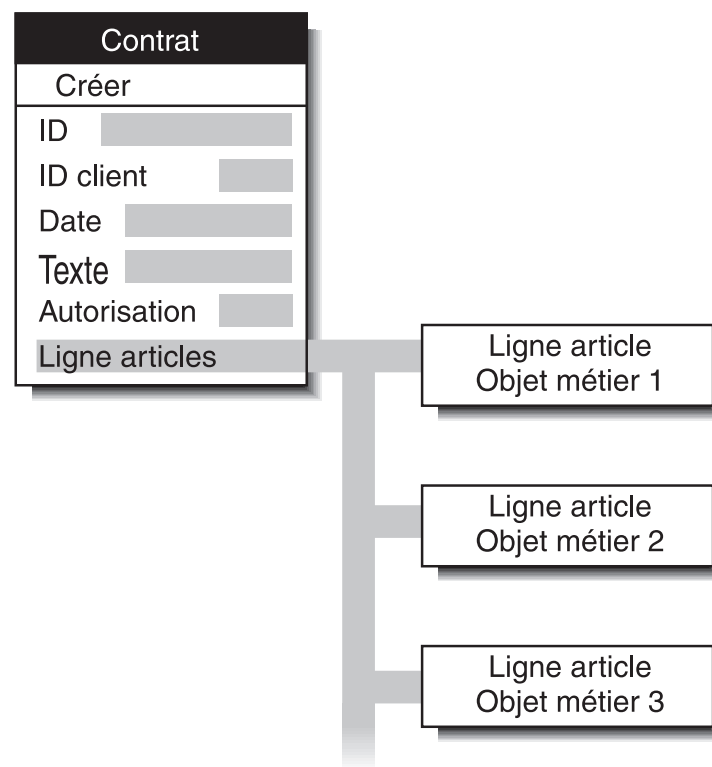 Contrat
Créer
ID
ID client
Date
Texte
Autorisation
Ligne articles
Ligne article
Objet métier 1
Ligne article
Objet métier 2
Ligne article
Objet métier 3